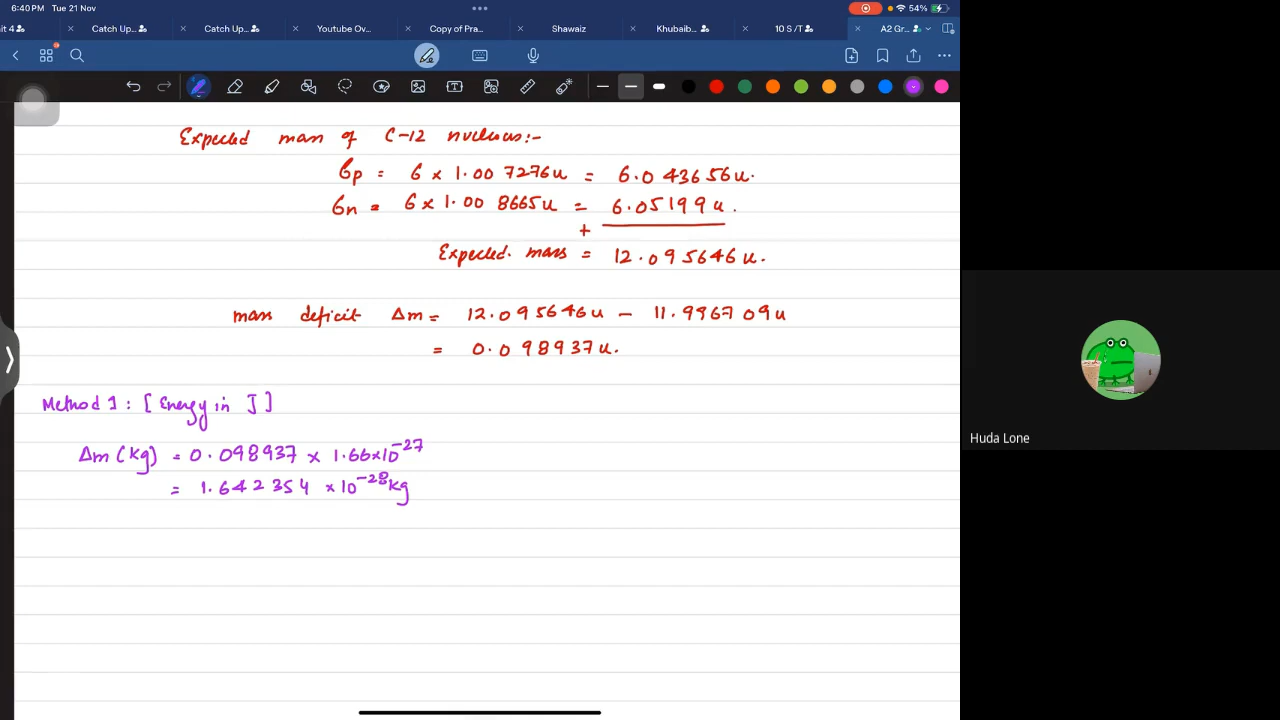 6:40 PM Tue 21 Nov
54%
it 4
Catch Up...
Catch Up...
Youtube Ov...
Copy of Pra...
Shawaiz
Khubaib...
10 S /T
A2 Gr...
Expected mass of C-12 nucleus:-
6p = 6 × 1.007276u = 6.043656u.
6n = 6 × 1.008665u = 6.05199u.
+
Expected mass = 12.095646u.
mass deficit Δm = 12.095646u - 11.996709u
= 0.098937u.
Method 1: [Energy in J]
Δm (kg) = 0.098937 × 1.66×10⁻²⁷
= 1.642354 × 10⁻²⁸ kg
Huda Lone